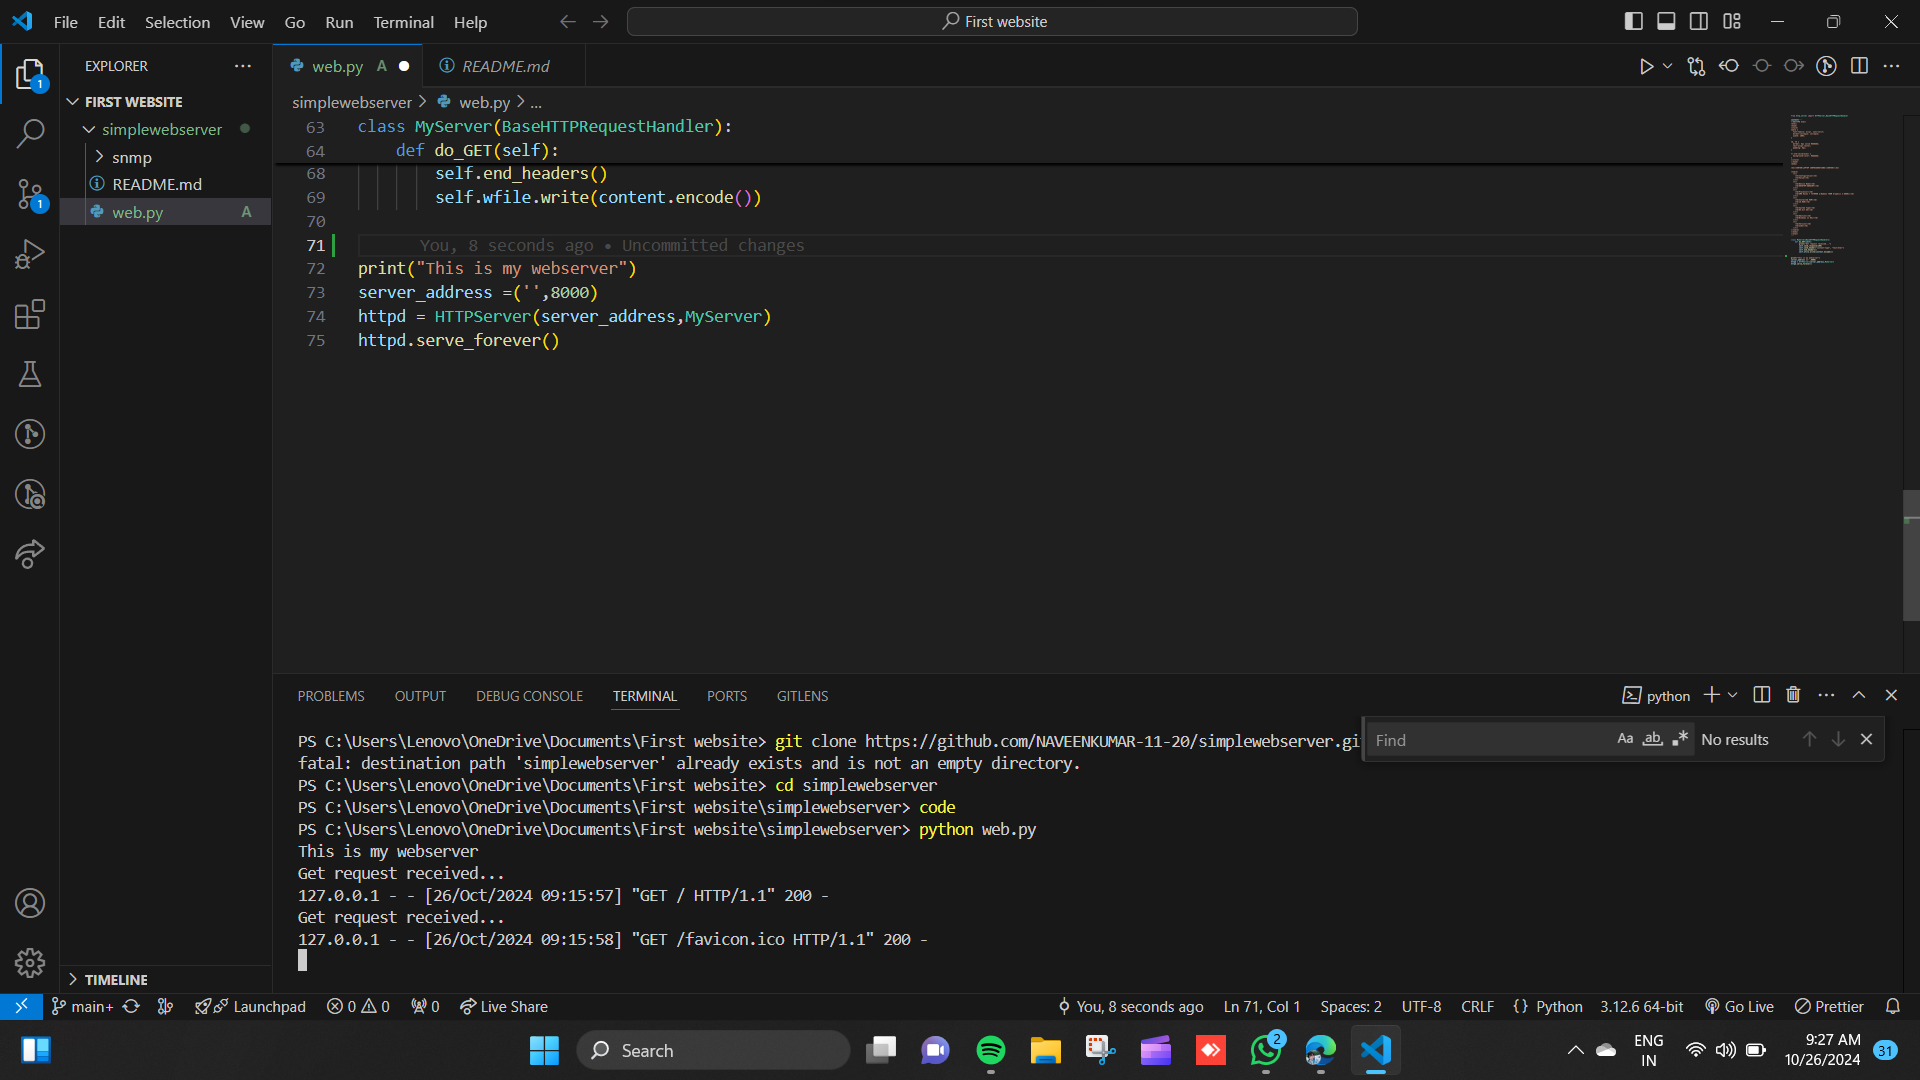 File Edit Selection View Go Run Terminal Help
First website
EXPLORER
1
FIRST WEBSITE
simplewebserver
snmp
README.md
1
web.py A
web.py A
README.md
simplewebserver > web.py > ...
63 class MyServer(BaseHTTPRequestHandler):
64 def do_GET(self):
68 self.end_headers()
69 self.wfile.write(content.encode())
70
71 You, 8 seconds ago • Uncommitted changes
72 print("This is my webserver")
73 server_address =('',8000)
74 httpd = HTTPServer(server_address,MyServer)
75 httpd.serve_forever()
PROBLEMS OUTPUT DEBUG CONSOLE TERMINAL PORTS GITLENS
python
Find Aa ab No results
PS C:\Users\Lenovo\OneDrive\Documents\First website> git clone https://github.com/NAVEENKUMAR-11-20/simplewebserver.gi
fatal: destination path 'simplewebserver' already exists and is not an empty directory.
PS C:\Users\Lenovo\OneDrive\Documents\First website> cd simplewebserver
PS C:\Users\Lenovo\OneDrive\Documents\First website\simplewebserver> code
PS C:\Users\Lenovo\OneDrive\Documents\First website\simplewebserver> python web.py
This is my webserver
Get request received...
127.0.0.1 - - [26/Oct/2024 09:15:57] "GET / HTTP/1.1" 200 -
Get request received...
127.0.0.1 - - [26/Oct/2024 09:15:58] "GET /favicon.ico HTTP/1.1" 200 -
TIMELINE
main+ Launchpad 0 0 0 Live Share
You, 8 seconds ago Ln 71, Col 1 Spaces: 2 UTF-8 CRLF {} Python 3.12.6 64-bit Go Live Prettier
Search
2
ENG
IN
9:27 AM
10/26/2024
31